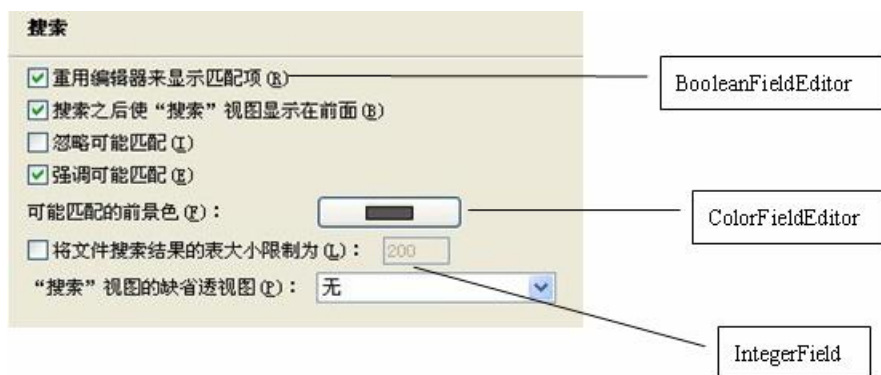 搜索
重用编辑器来显示匹配项(R)
BooleanFieldEditor
搜索之后使“搜索”视图显示在前面(B)
忽略可能匹配(I)
强调可能匹配(E)
可能匹配的前景色(F):
ColorFieldEditor
将文件搜索结果的表大小限制为(L): 200
“搜索”视图的缺省透视图(P): 无
IntegerField